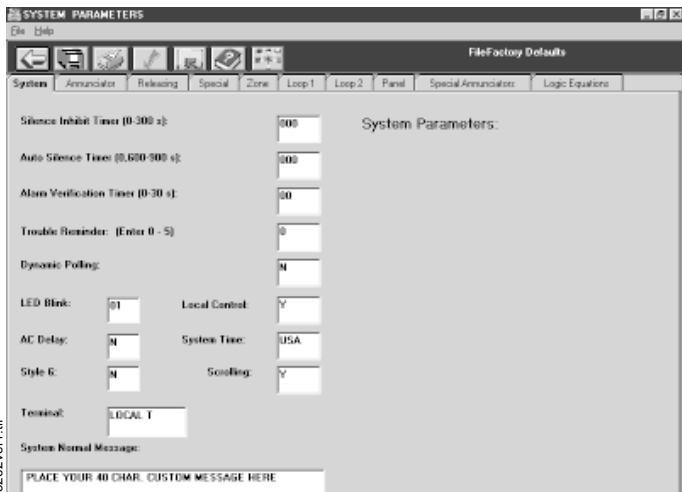 SYSTEM PARAMETERS
File Help
FileFactory Defaults
System Annunciator Releasing Special Zone Loop 1 Loop 2 Panel Special Annunciators Logic Equations
Silence Inhibit Timer (0-300 s): 000
System Parameters:
Auto Silence Timer (0,600-900 s): 000
Alarm Verification Timer (0-30 s): 00
Trouble Reminder: (Enter 0 - 5) 0
Dynamic Polling: N
LED Blink: 01 Local Control: Y
AC Delay: N System Time: USA
Style 6: N Scrolling: Y
Terminal: LOCAL T
System Normal Message:
PLACE YOUR 40 CHAR. CUSTOM MESSAGE HERE